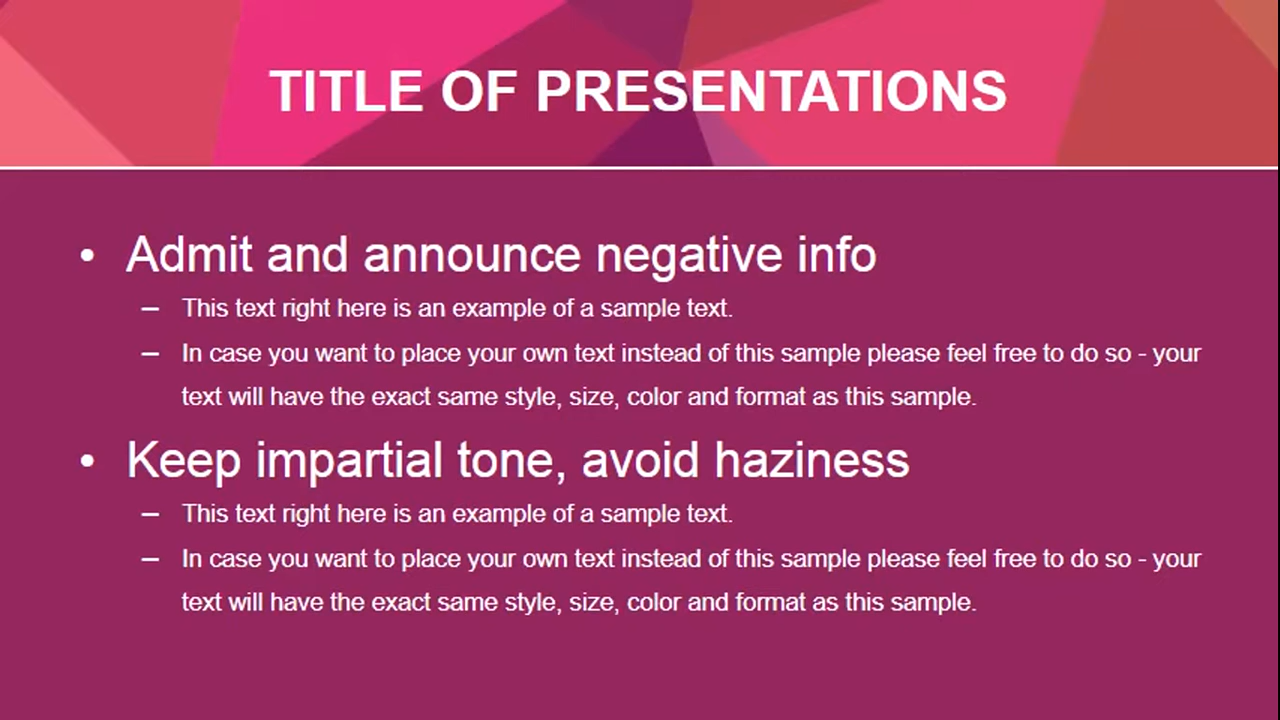 TITLE OF PRESENTATIONS
• Admit and announce negative info
– This text right here is an example of a sample text.
– In case you want to place your own text instead of this sample please feel free to do so - your
text will have the exact same style, size, color and format as this sample.
• Keep impartial tone, avoid haziness
– This text right here is an example of a sample text.
– In case you want to place your own text instead of this sample please feel free to do so - your
text will have the exact same style, size, color and format as this sample.